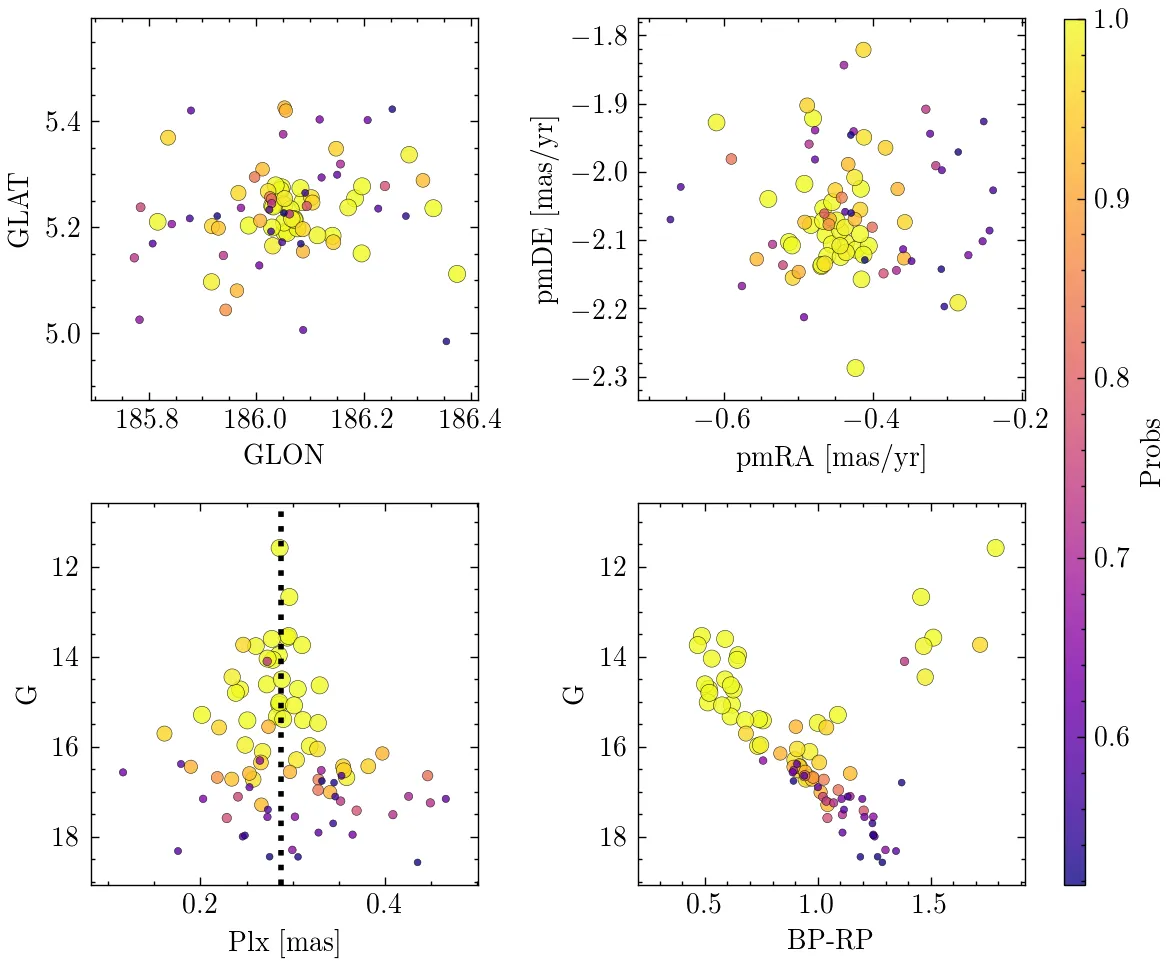 5.4
5.2
5.0
GLAT
185.8 186.0 186.2 186.4
GLON
−1.8
−1.9
−2.0
−2.1
−2.2
−2.3
pmDE [mas/yr]
−0.6 −0.4 −0.2
pmRA [mas/yr]
12
14
16
18
G
0.2 0.4
Plx [mas]
12
14
16
18
G
0.5 1.0 1.5
BP-RP
1.0
0.9
0.8
0.7
0.6
Probs